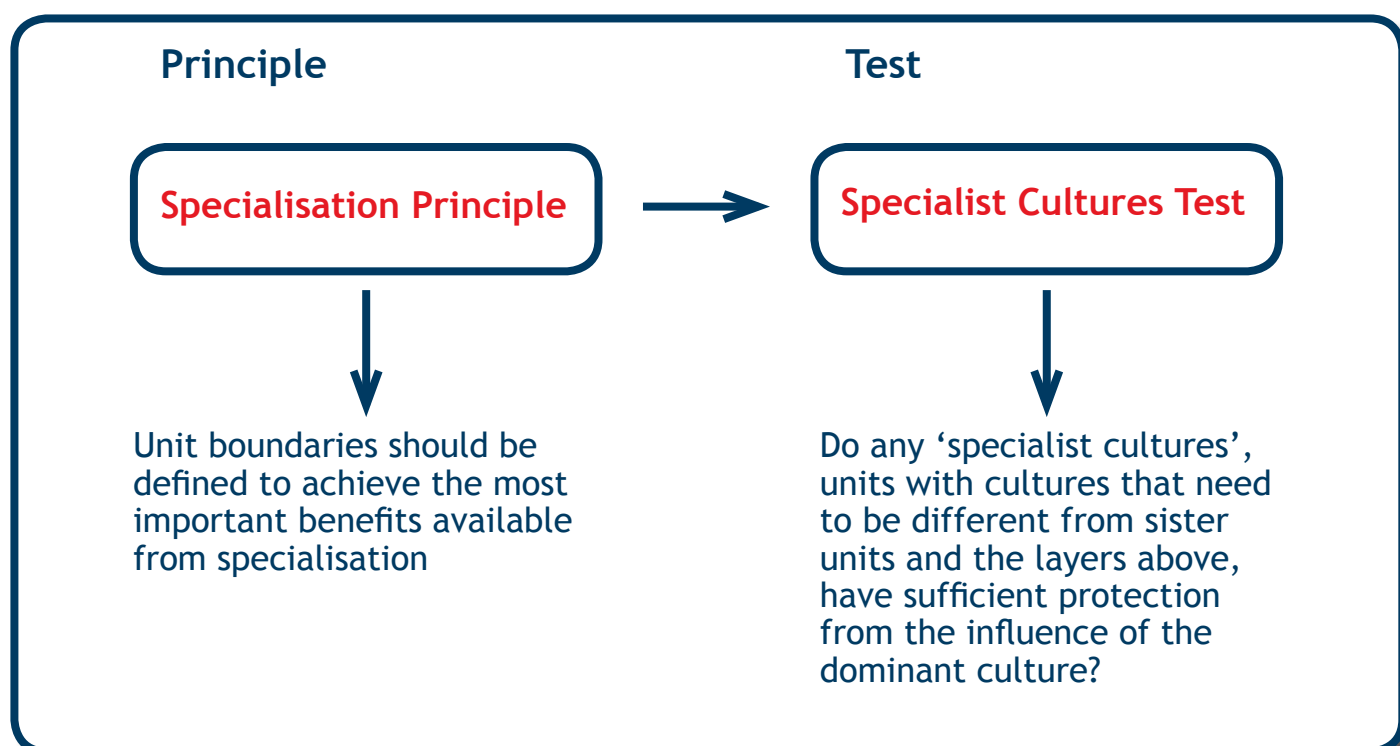 Principle
Test
Specialisation Principle
Specialist Cultures Test
Unit boundaries should be
defined to achieve the most
important benefits available
from specialisation
Do any ‘specialist cultures’,
units with cultures that need
to be different from sister
units and the layers above,
have sufficient protection
from the influence of the
dominant culture?